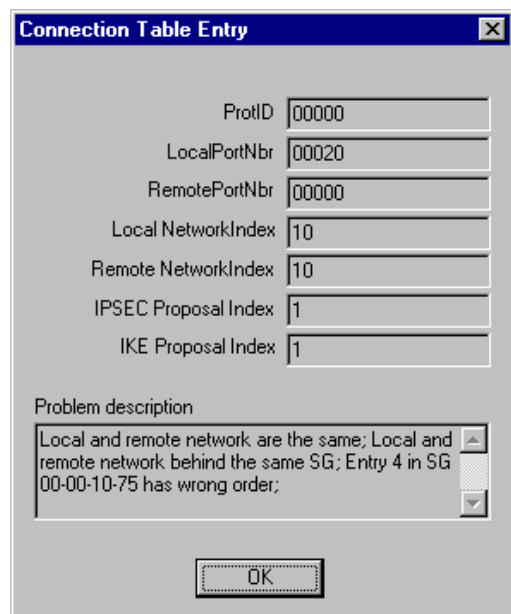 Connection Table Entry
ProtID 00000
LocalPortNbr 00020
RemotePortNbr 00000
Local NetworkIndex 10
Remote NetworkIndex 10
IPSEC Proposal Index 1
IKE Proposal Index 1
Problem description
Local and remote network are the same; Local and
remote network behind the same SG; Entry 4 in SG
00-00-10-75 has wrong order;
OK